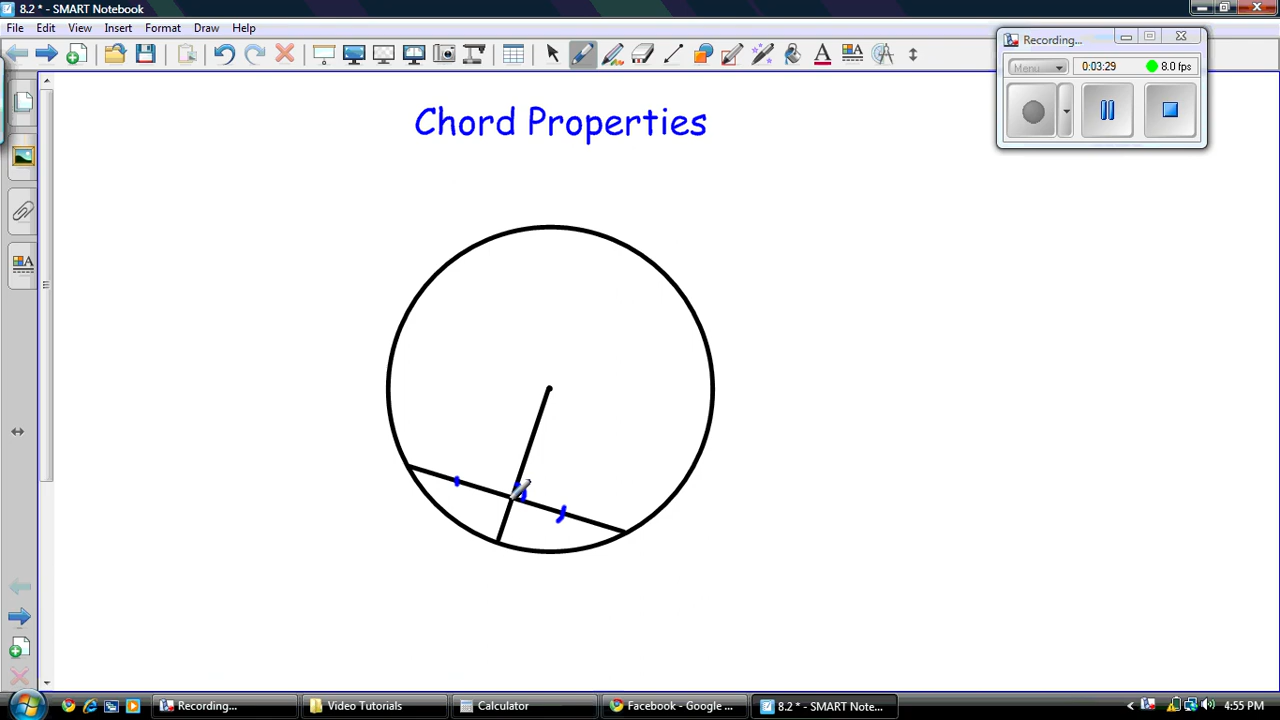 8.2 * - SMART Notebook
File Edit View Insert Format Draw Help
Recording...
Menu 0:03:29 8.0 fps
Chord Properties
Recording... Video Tutorials Calculator Facebook - Google ... 8.2 * - SMART Note... 4:55 PM